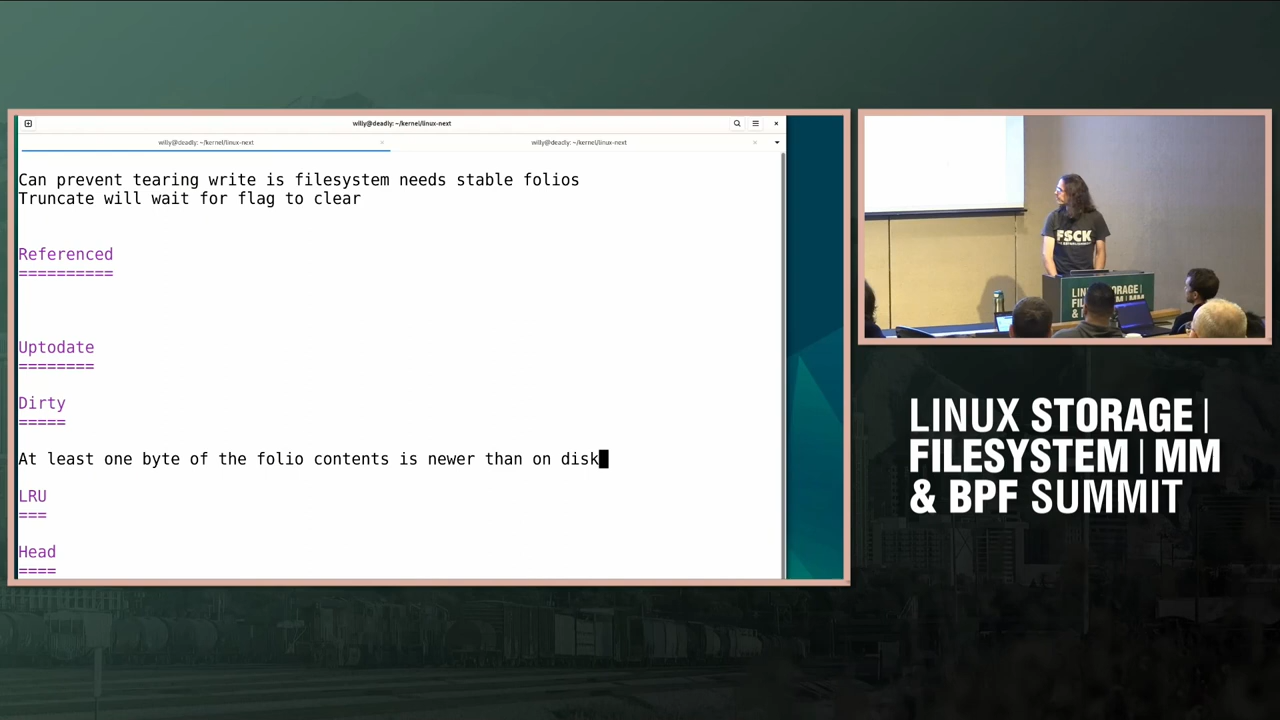 willy@deadly: ~/kernel/linux-next
willy@deadly: ~/kernel/linux-next
willy@deadly: ~/kernel/linux-next
Can prevent tearing write is filesystem needs stable folios
Truncate will wait for flag to clear
Referenced
==========
Uptodate
========
Dirty
=====
At least one byte of the folio contents is newer than on disk
LRU
===
Head
====
FSCK
LINUX STORAGE |
FILESYSTEM | MM
& BPF SUMMIT